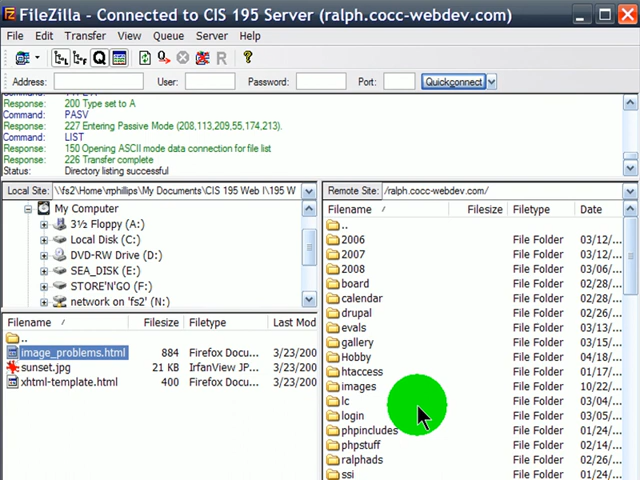 FileZilla - Connected to CIS 195 Server (ralph.cocc-webdev.com)
File Edit Transfer View Queue Server Help
Address: User: Password: Port: Quickconnect
Response: 200 Type set to A
Command: PASV
Response: 227 Entering Passive Mode (208,113,209,55,174,213).
Command: LIST
Response: 150 Opening ASCII mode data connection for file list
Response: 226 Transfer complete
Status: Directory listing successful
Local Site: \\fs2\Home\rrphillips\My Documents\CIS 195 Web I\195 W
My Computer
3½ Floppy (A:)
Local Disk (C:)
DVD-RW Drive (D:)
SEA_DISK (E:)
STORE'N'GO (F:)
network on 'fs2' (N:)
Filename / Filesize Filetype Last Mod
..
image_problems.html 884 Firefox Docu... 3/23/200
sunset.jpg 21 KB IrfanView JP... 3/23/200
xhtml-template.html 400 Firefox Docu... 3/23/200
Remote Site: /ralph.cocc-webdev.com/
Filename / Filesize Filetype Date
..
2006 File Folder 03/12/...
2007 File Folder 03/12/...
2008 File Folder 03/06/...
board File Folder 02/28/...
calendar File Folder 02/28/...
drupal File Folder 02/13/...
evals File Folder 03/13/...
gallery File Folder 03/13/...
Hobby File Folder 04/18/...
htaccess File Folder 02/13/...
images File Folder 10/22/...
lc File Folder 03/04/...
login File Folder 03/05/...
phpincludes File Folder 01/24/...
phpstuff File Folder 02/14/...
ralphads File Folder 02/26/...
ssi File Folder 01/24/...